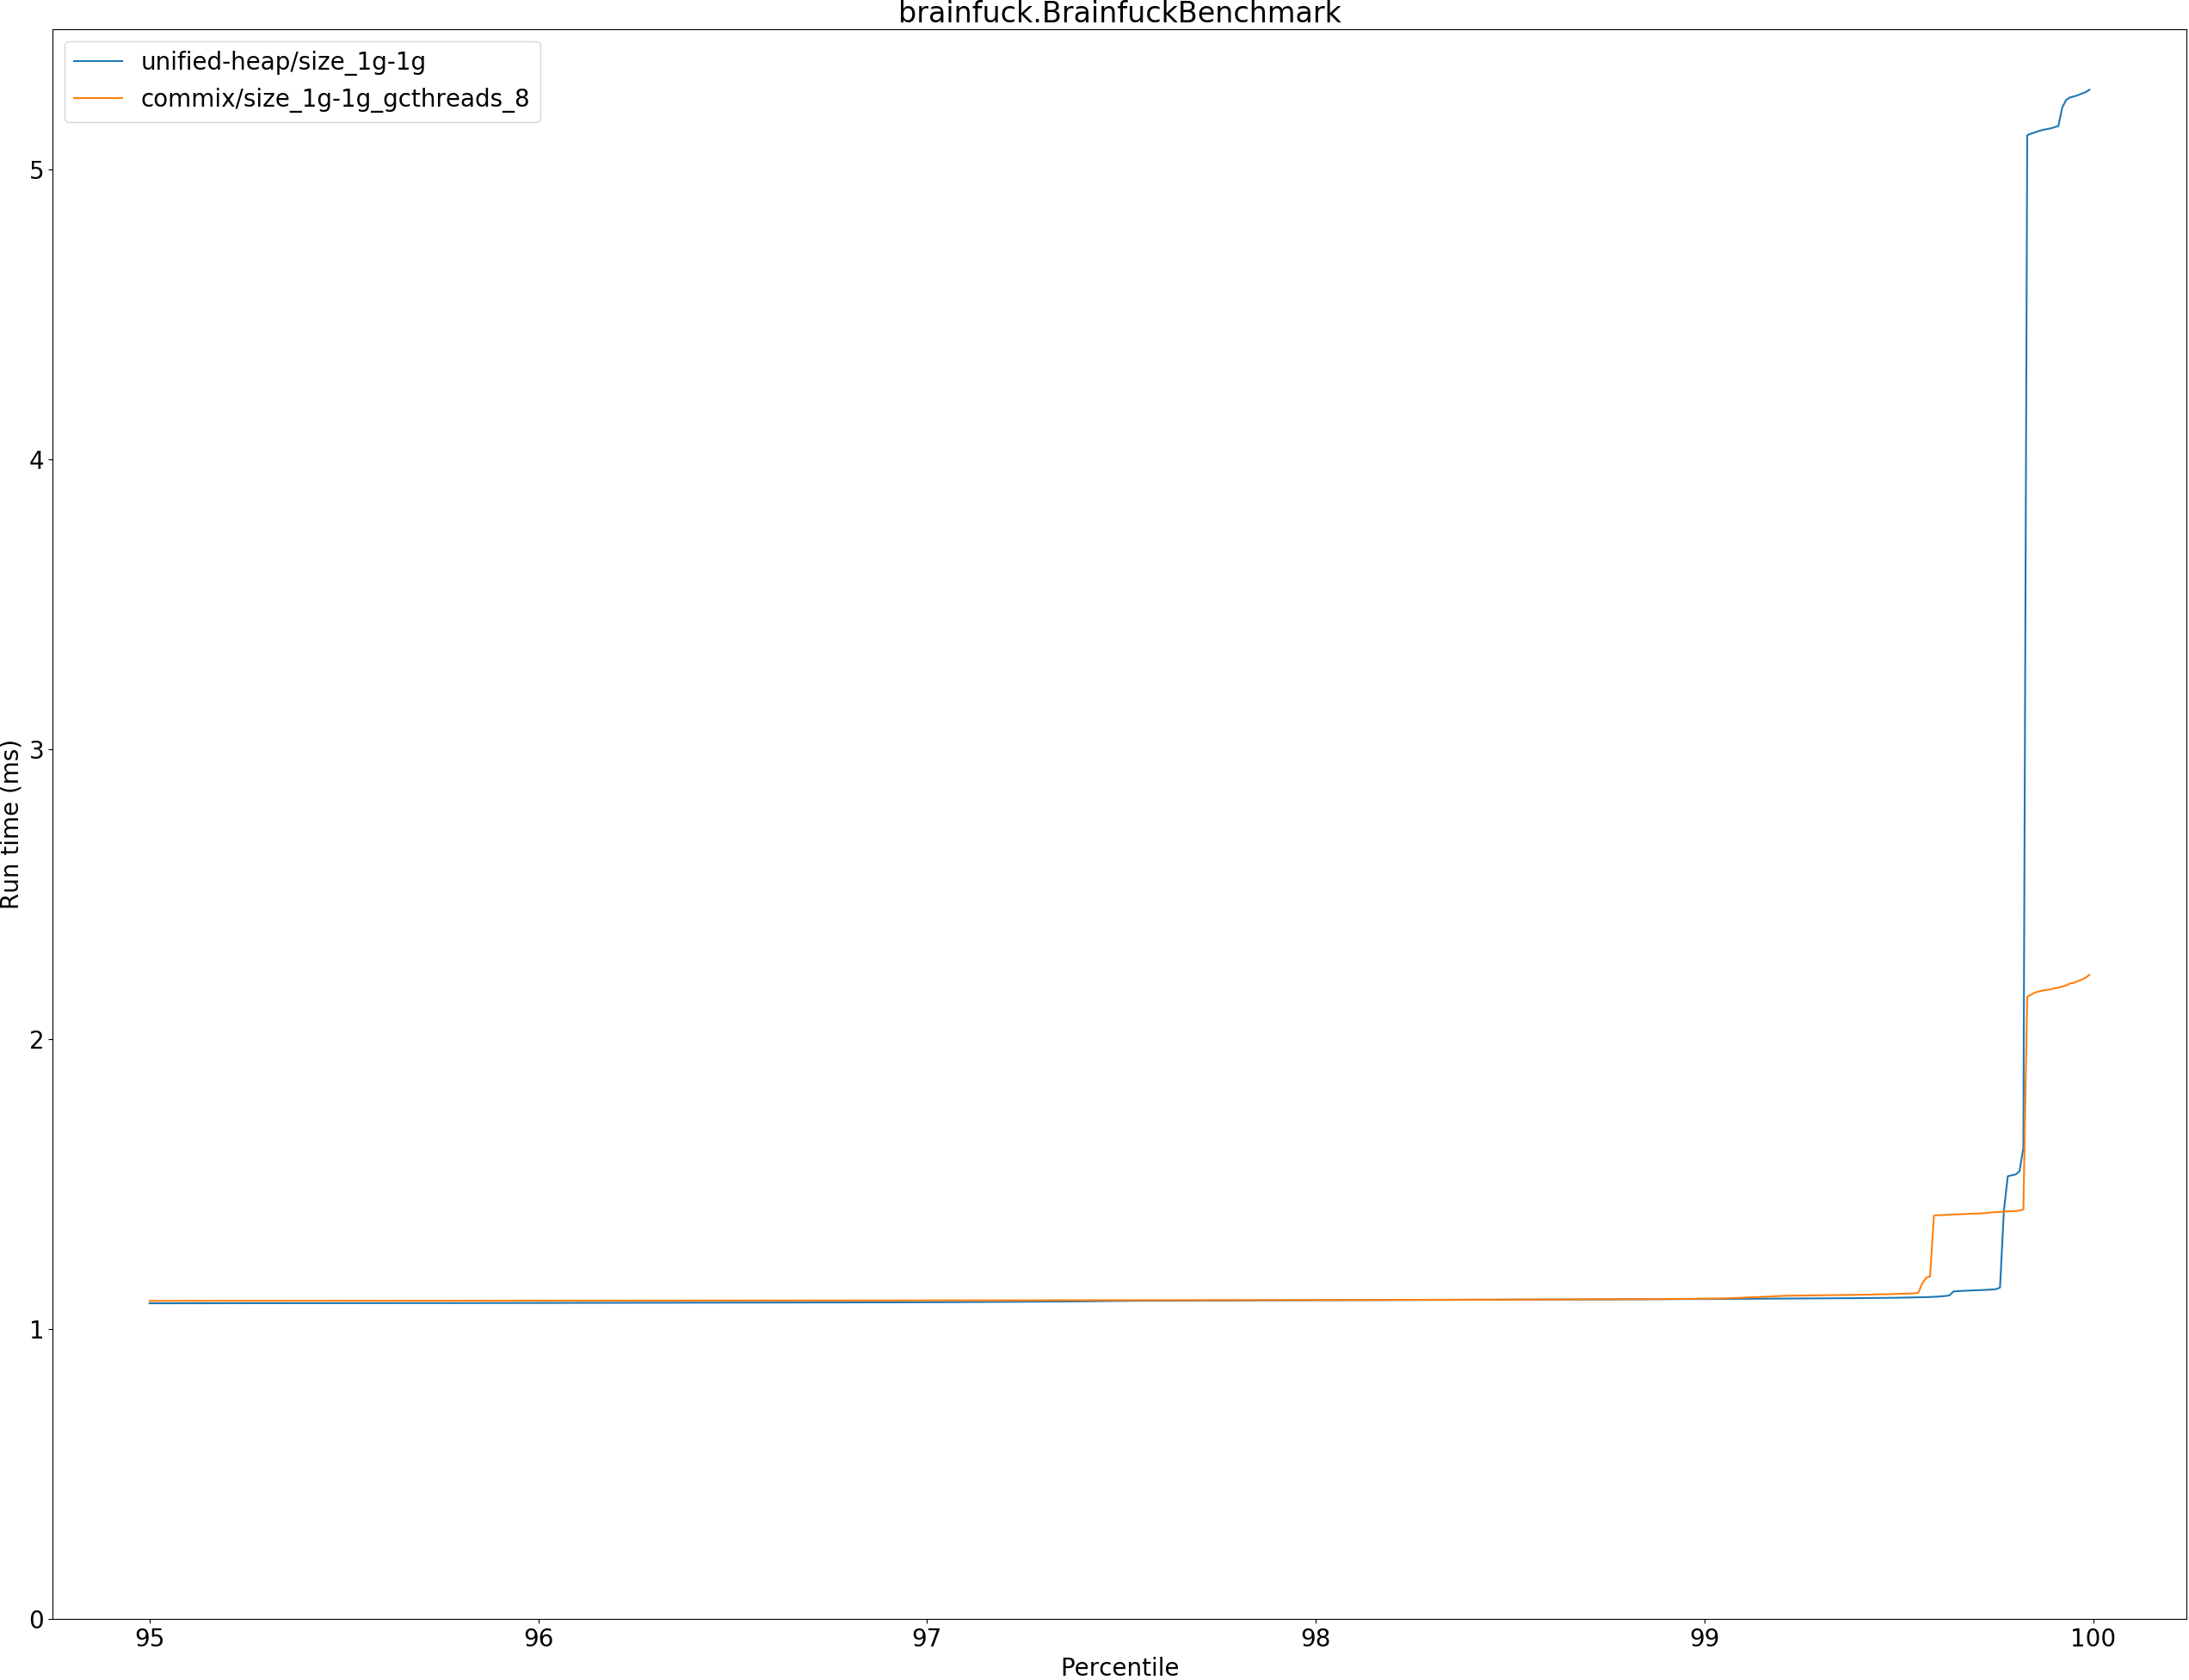 brainfuck.BrainfuckBenchmark
unified-heap/size_1g-1g
commix/size_1g-1g_gcthreads_8
5
4
3
2
1
0
Run time (ms)
95 96 97 98 99 100
Percentile